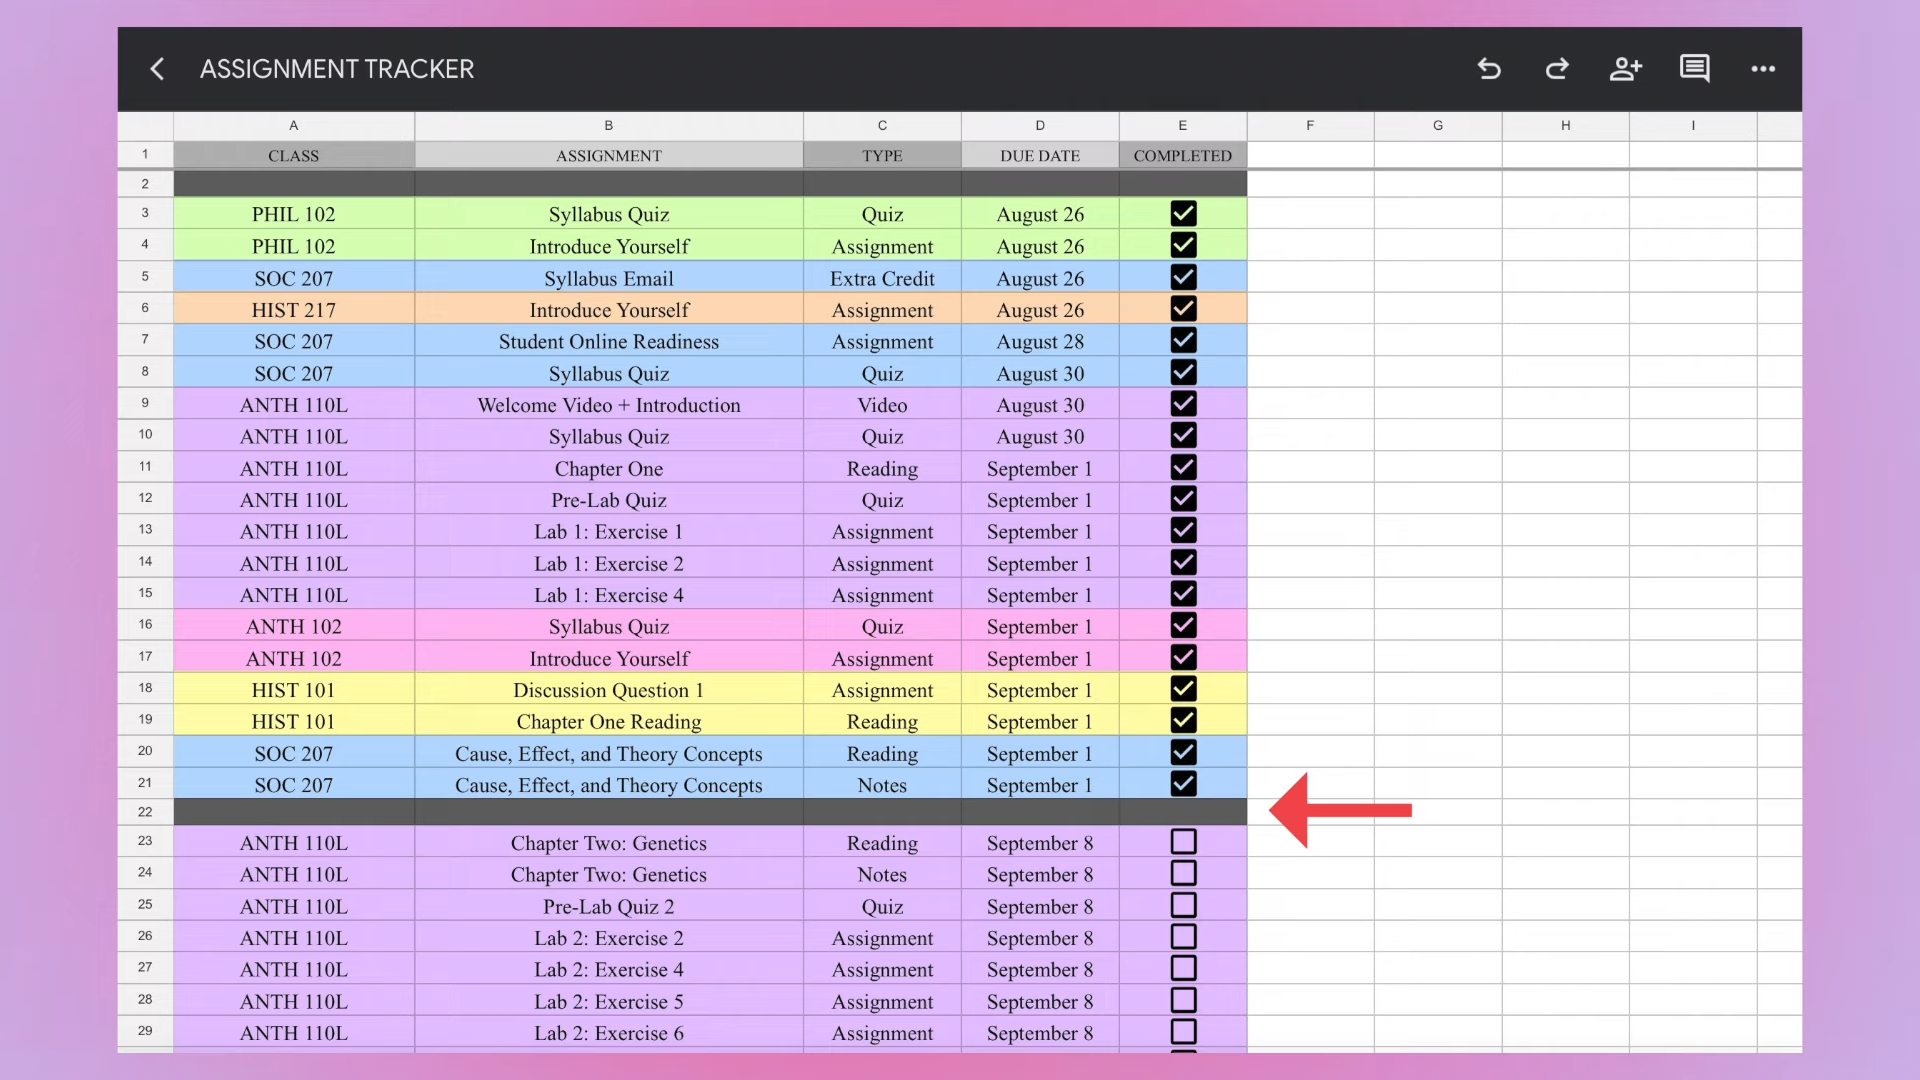 ASSIGNMENT TRACKER
A B C D E F G H I
1 CLASS ASSIGNMENT TYPE DUE DATE COMPLETED
2
3 PHIL 102 Syllabus Quiz Quiz August 26
4 PHIL 102 Introduce Yourself Assignment August 26
5 SOC 207 Syllabus Email Extra Credit August 26
6 HIST 217 Introduce Yourself Assignment August 26
7 SOC 207 Student Online Readiness Assignment August 28
8 SOC 207 Syllabus Quiz Quiz August 30
9 ANTH 110L Welcome Video + Introduction Video August 30
10 ANTH 110L Syllabus Quiz Quiz August 30
11 ANTH 110L Chapter One Reading September 1
12 ANTH 110L Pre-Lab Quiz Quiz September 1
13 ANTH 110L Lab 1: Exercise 1 Assignment September 1
14 ANTH 110L Lab 1: Exercise 2 Assignment September 1
15 ANTH 110L Lab 1: Exercise 4 Assignment September 1
16 ANTH 102 Syllabus Quiz Quiz September 1
17 ANTH 102 Introduce Yourself Assignment September 1
18 HIST 101 Discussion Question 1 Assignment September 1
19 HIST 101 Chapter One Reading Reading September 1
20 SOC 207 Cause, Effect, and Theory Concepts Reading September 1
21 SOC 207 Cause, Effect, and Theory Concepts Notes September 1
22
23 ANTH 110L Chapter Two: Genetics Reading September 8
24 ANTH 110L Chapter Two: Genetics Notes September 8
25 ANTH 110L Pre-Lab Quiz 2 Quiz September 8
26 ANTH 110L Lab 2: Exercise 2 Assignment September 8
27 ANTH 110L Lab 2: Exercise 4 Assignment September 8
28 ANTH 110L Lab 2: Exercise 5 Assignment September 8
29 ANTH 110L Lab 2: Exercise 6 Assignment September 8